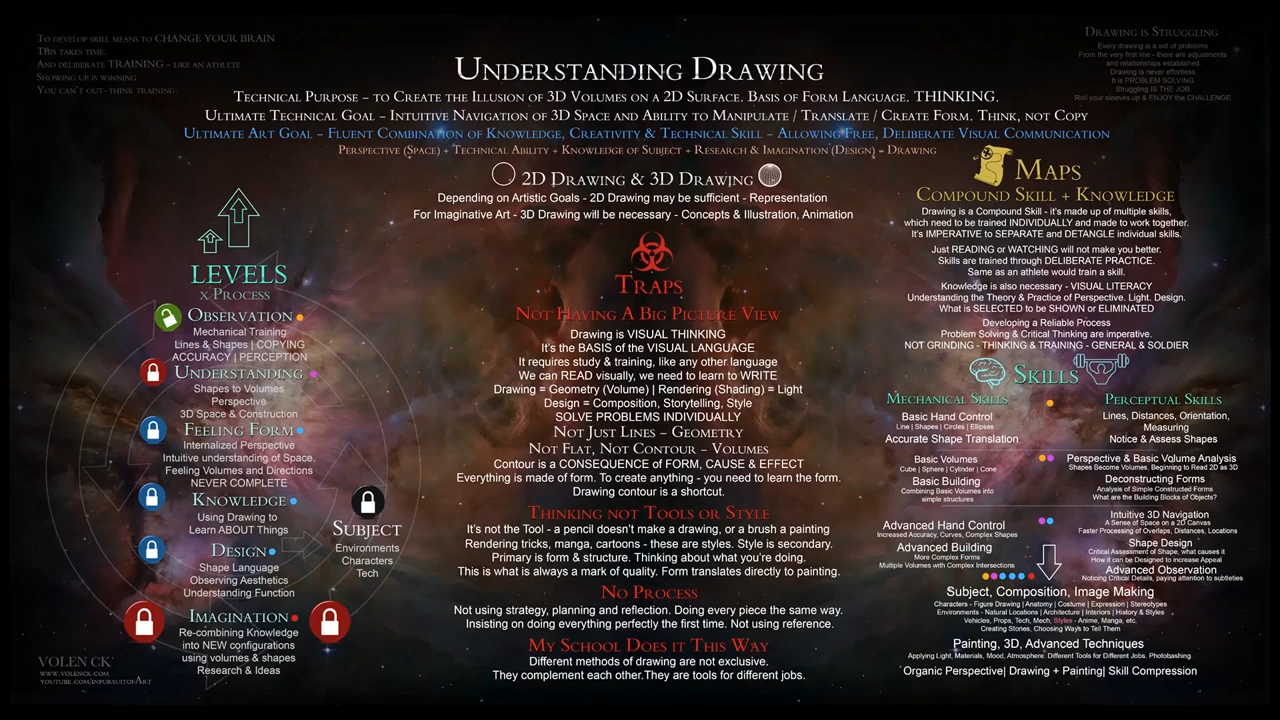 To develop skill means to CHANGE YOUR BRAIN
This takes time.
And deliberate TRAINING – like an athlete
Showing up is winning
You can't out-think training.
Drawing is Struggling
Every drawing is a set of problems
From the very first line - there are adjustments
and relationships established.
Drawing is never effortless.
It is PROBLEM-SOLVING.
Struggling IS THE JOB
Roll your sleeves up & ENJOY the CHALLENGE.
Understanding Drawing
Technical Purpose – to Create the Illusion of 3D Volumes on a 2D Surface. Basis of Form Language. THINKING.
Ultimate Technical Goal – Intuitive Navigation of 3D Space and Ability to Manipulate / Translate / Create Form. Think, not Copy
Ultimate Art Goal – Fluent Combination of Knowledge, Creativity & Technical Skill – Allowing Free, Deliberate Visual Communication
Perspective (Space) + Technical Ability + Knowledge of Subject + Research & Imagination (Design) = Drawing
2D Drawing & 3D Drawing
Depending on Artistic Goals - 2D Drawing may be sufficient - Representation
For Imaginative Art - 3D Drawing will be necessary - Concepts & Illustration, Animation
LEVELS
x Process
Observation
Mechanical Training
Lines & Shapes | COPYING
ACCURACY | PERCEPTION
Understanding
Shapes to Volumes
Perspective
3D Space & Construction
Feeling Form
Internalized Perspective
Intuitive understanding of Space.
Feeling Volumes and Directions
NEVER COMPLETE
Knowledge
Using Drawing to
Learn ABOUT Things
Design
Shape Language
Observing Aesthetics
Understanding Function
Imagination
Re-combining Knowledge
into NEW configurations
using volumes & shapes
Research & Ideas
Subject
Environments
Characters
Tech
Traps
Not Having A Big Picture View
Drawing is VISUAL THINKING
It's the BASIS of the VISUAL LANGUAGE
It requires study & training, like any other language
We can READ visually, we need to learn to WRITE
Drawing = Geometry (Volume) | Rendering (Shading) = Light
Design = Composition, Storytelling, Style
SOLVE PROBLEMS INDIVIDUALLY
Not Just Lines – Geometry
Not Flat, Not Contour – Volumes
Contour is a CONSEQUENCE of FORM, CAUSE & EFFECT
Everything is made of form. To create anything - you need to learn the form.
Drawing contour is a shortcut.
Thinking not Tools or Style
It's not the Tool - a pencil doesn't make a drawing, or a brush a painting
Rendering tricks, manga, cartoons - these are styles. Style is secondary.
Primary is form & structure. Thinking about what you're doing.
This is what is always a mark of quality. Form translates directly to painting.
No Process
Not using strategy, planning and reflection. Doing every piece the same way.
Insisting on doing everything perfectly the first time. Not using reference.
My School Does it This Way
Different methods of drawing are not exclusive.
They complement each other.They are tools for different jobs.
Maps
Compound Skill + Knowledge
Drawing is a Compound Skill - it's made up of multiple skills,
which need to be trained INDIVIDUALLY and made to work together.
It's IMPERATIVE to SEPARATE and DETANGLE individual skills.
Just READING or WATCHING will not make you better.
Skills are trained through DELIBERATE PRACTICE.
Same as an athlete would train a skill.
Knowledge is also necessary - VISUAL LITERACY
Understanding the Theory & Practice of Perspective. Light. Design.
What is SELECTED to be SHOWN or ELIMINATED
Developing a Reliable Process
Problem Solving & Critical Thinking are imperative.
NOT GRINDING - THINKING & TRAINING - GENERAL & SOLDIER
Skills
Mechanical Skills
Basic Hand Control
Line | Shapes | Circles | Ellipses
Accurate Shape Translation
Basic Volumes
Cube | Sphere | Cylinder | Cone
Basic Building
Combining Basic Volumes into
simple structures
Advanced Hand Control
Increased Accuracy, Curves, Complex Shapes
Advanced Building
More Complex Forms
Multiple Volumes with Complex Intersections
Perceptual Skills
Lines, Distances, Orientation,
Measuring
Notice & Assess Shapes
Perspective & Basic Volume Analysis
Shapes Become Volumes, Beginning to Read 2D as 3D
Deconstructing Forms
Analysis of Simple Constructed Forms
What are the Building Blocks of Objects?
Intuitive 3D Navigation
A Sense of Space on a 2D Canvas
Faster Processing of Overlaps, Distances, Locations
Shape Design
Critical Assessment of Shape, what causes it
How it can be Designed to increase Appeal
Advanced Observation
Noticing Critical Details, paying attention to subtleties
Subject, Composition, Image Making
Characters - Figure Drawing | Anatomy | Costume | Expression | Stereotypes
Environments - Natural Locations | Architecture | Interiors | History & Styles
Vehicles, Props, Tech, Mech, Styles - Anime, Manga, etc.
Creating Stories, Choosing Ways to Tell Them
Painting, 3D, Advanced Techniques
Applying Light, Materials, Mood, Atmosphere. Different Tools for Different Jobs. Photobashing
Organic Perspective| Drawing + Painting| Skill Compression
VOLEN CK
www.volenck.com
youtube.com/inpursuitofArt